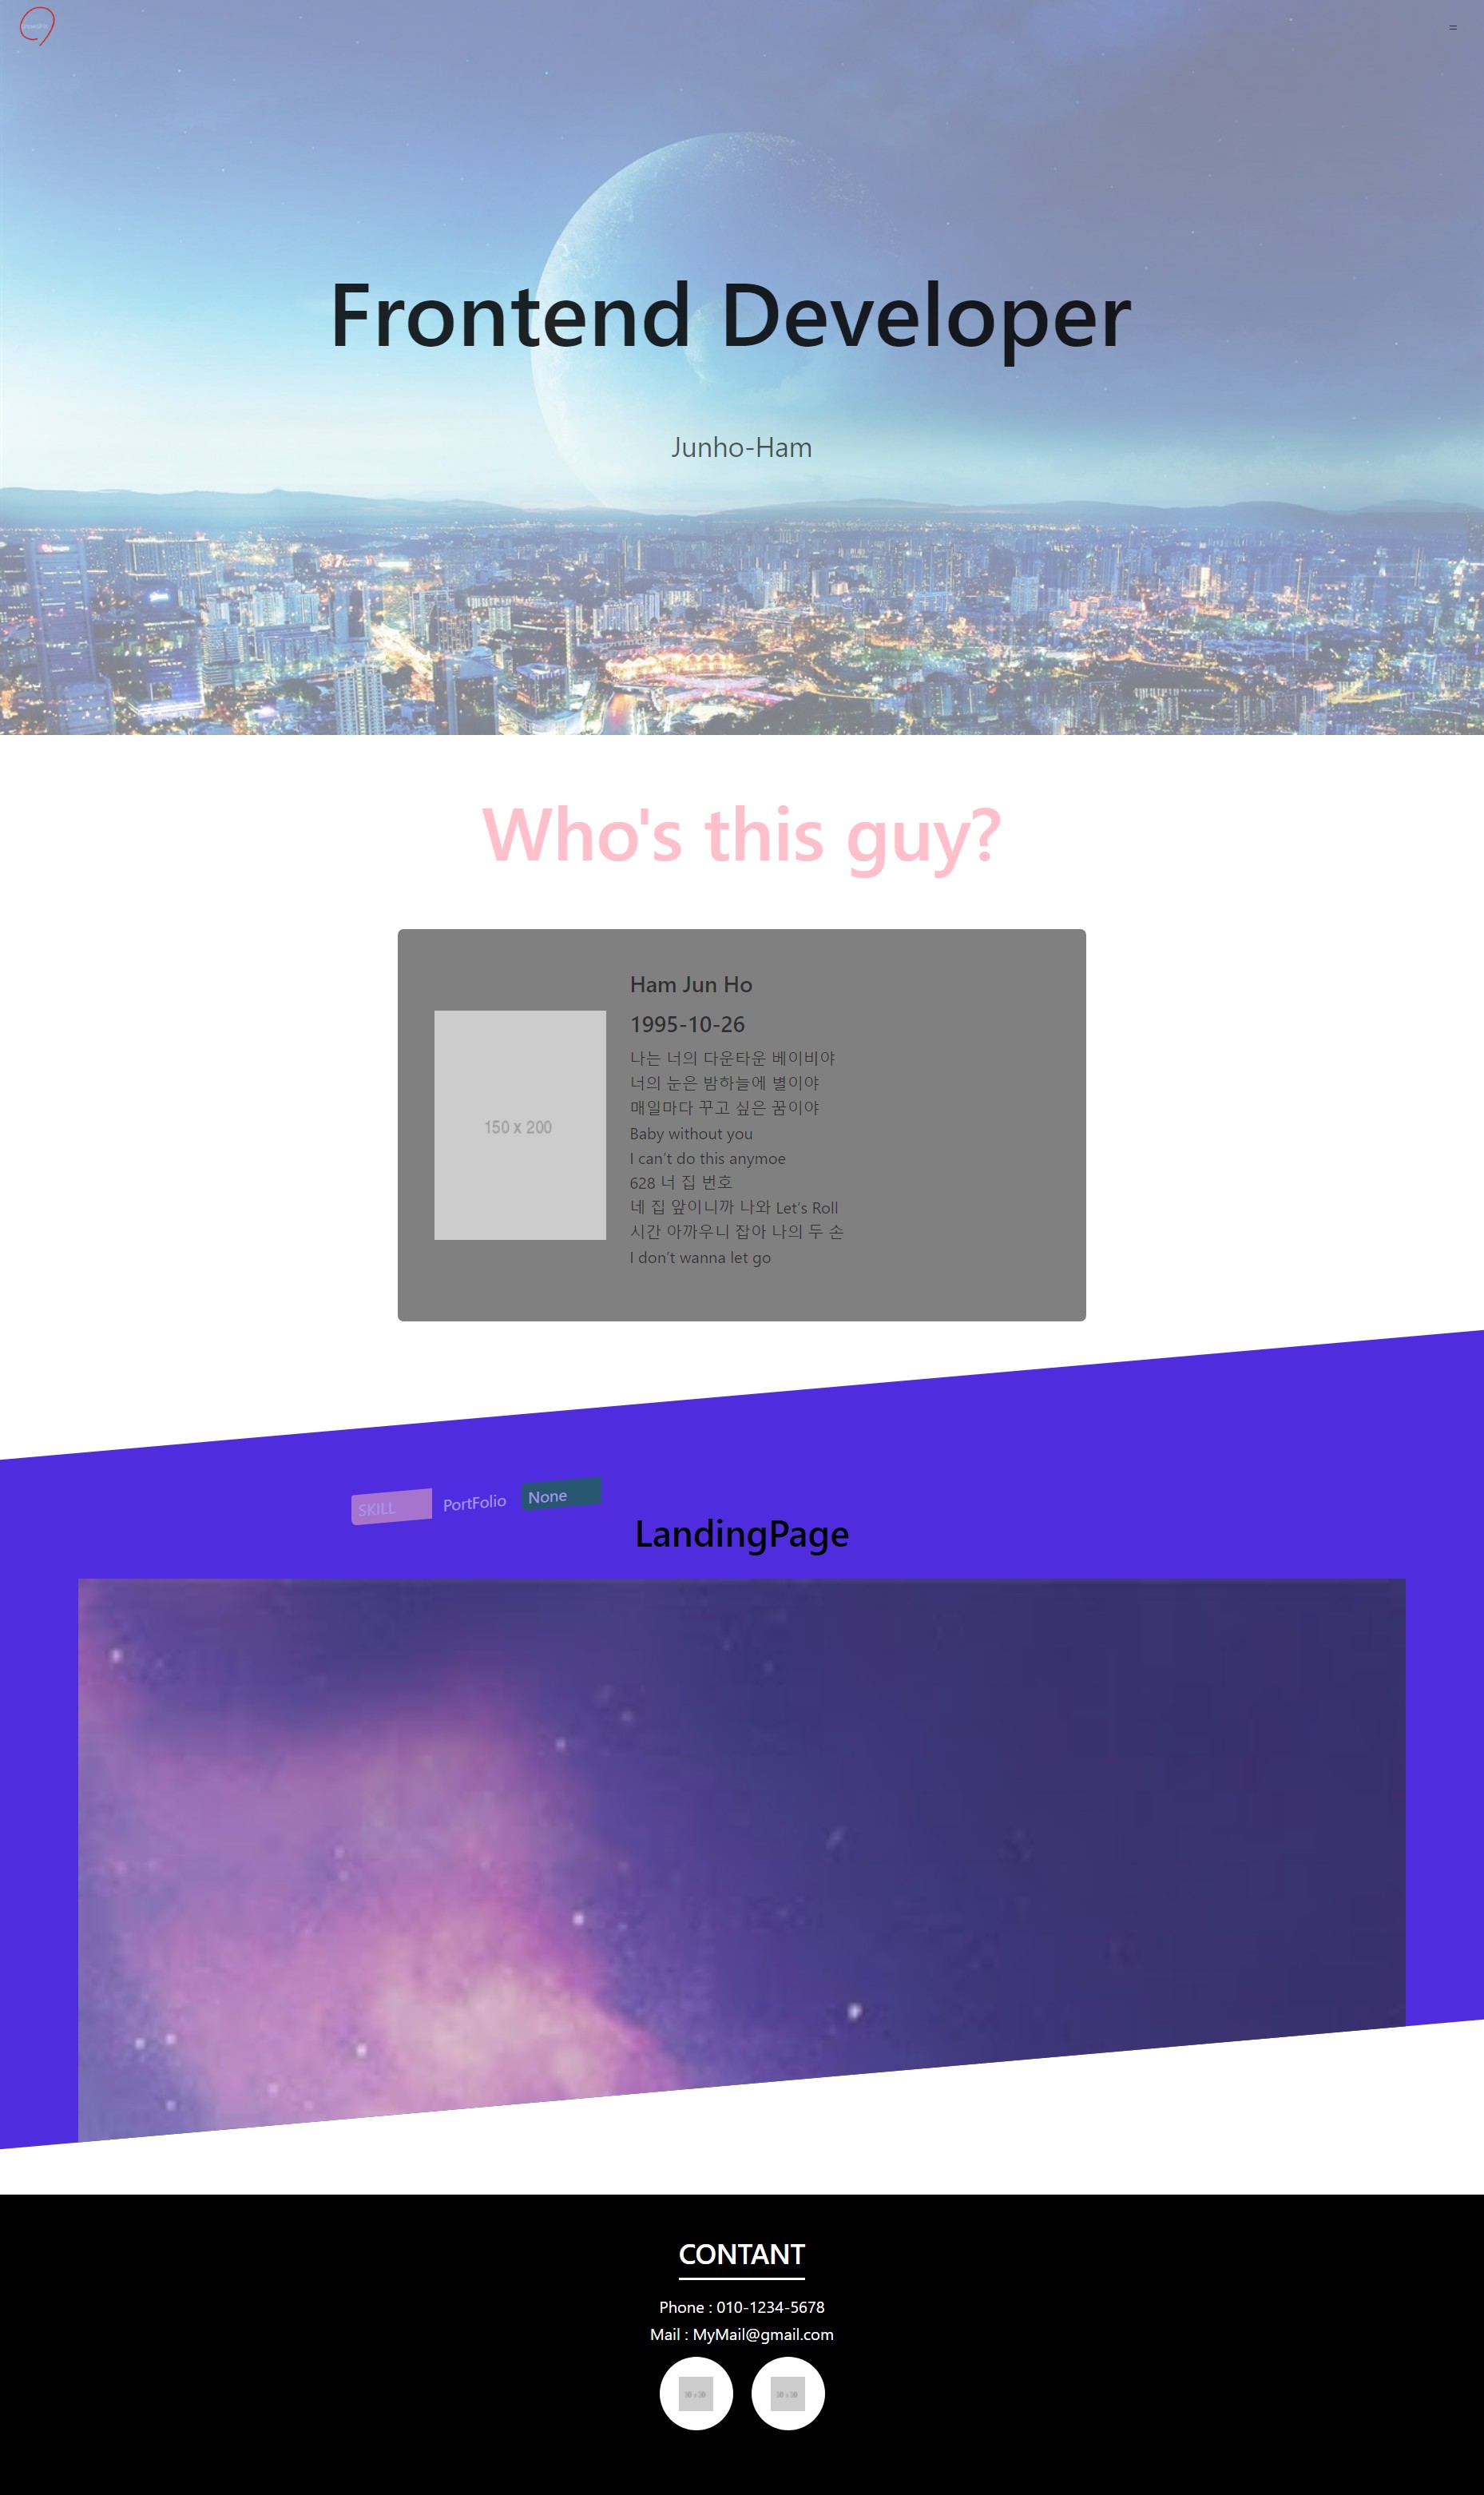 Frontend Developer
Junho-Ham
Who's this guy?
Ham Jun Ho
1995-10-26
나는 너의 다운타운 베이비야
너의 눈은 밤하늘에 별이야
매일마다 꾸고 싶은 꿈이야
Baby without you
I can't do this anymoe
628 너 집 번호
네 집 앞이니까 나와 Let's Roll
시간 아까우니 잡아 나의 두 손
I don't wanna let go
150 x 200
SKILL
PortFolio
None
LandingPage
CONTANT
Phone : 010-1234-5678
Mail : MyMail@gmail.com